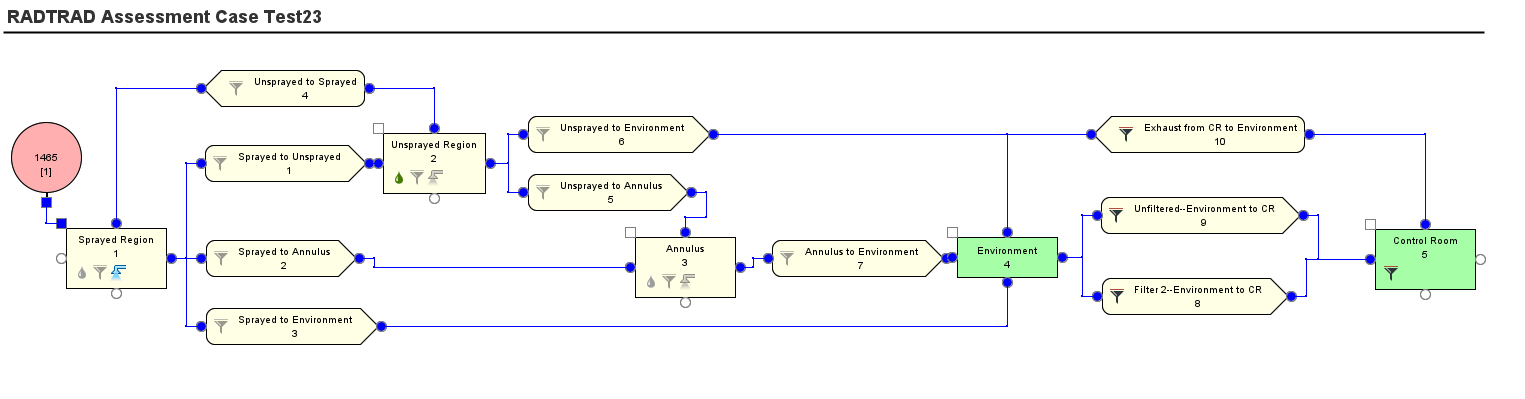 RADTRAD Assessment Case Test23
Unsprayed to Sprayed
4
Unsprayed to Environment
6
Exhaust from CR to Environment
10
1465
[1]
Sprayed to Unsprayed
1
Unsprayed Region
2
Unsprayed to Annulus
5
Unfiltered--Environment to CR
9
Sprayed Region
1
Sprayed to Annulus
2
Annulus
3
Annulus to Environment
7
Environment
4
Control Room
5
Filter 2--Environment to CR
8
Sprayed to Environment
3